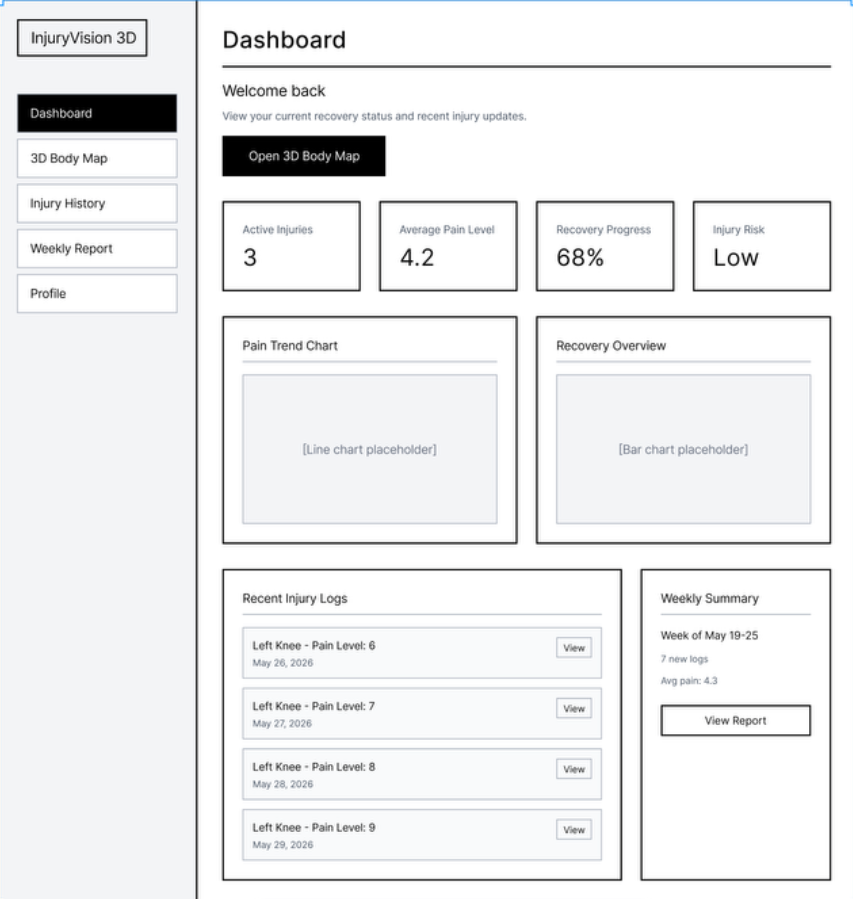 InjuryVision 3D
Dashboard
3D Body Map
Injury History
Weekly Report
Profile
Dashboard
Welcome back
View your current recovery status and recent injury updates.
Open 3D Body Map
Active Injuries
3
Average Pain Level
4.2
Recovery Progress
68%
Injury Risk
Low
Pain Trend Chart
[Line chart placeholder]
Recovery Overview
[Bar chart placeholder]
Recent Injury Logs
Left Knee - Pain Level: 6
May 26, 2026
View
Left Knee - Pain Level: 7
May 27, 2026
View
Left Knee - Pain Level: 8
May 28, 2026
View
Left Knee - Pain Level: 9
May 29, 2026
View
Weekly Summary
Week of May 19-25
7 new logs
Avg pain: 4.3
View Report